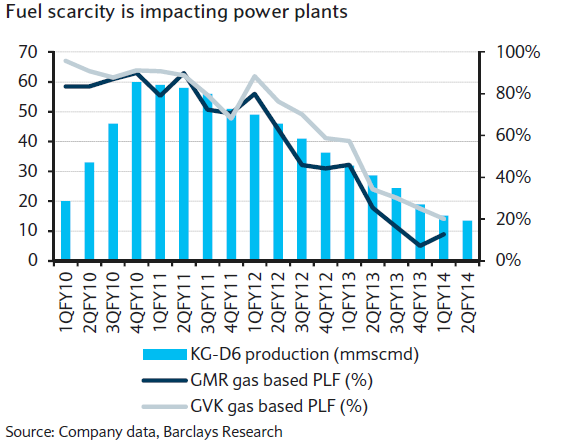 Fuel scarcity is impacting power plants
70
60
50
40
30
20
10
0
100%
80%
60%
40%
20%
0%
1QFY10
2QFY10
3QFY10
4QFY10
1QFY11
2QFY11
3QFY11
4QFY11
1QFY12
2QFY12
3QFY12
4QFY12
1QFY13
2QFY13
3QFY13
4QFY13
1QFY14
2QFY14
KG-D6 production (mmscmd)
GMR gas based PLF (%)
GVK gas based PLF (%)
Source: Company data, Barclays Research